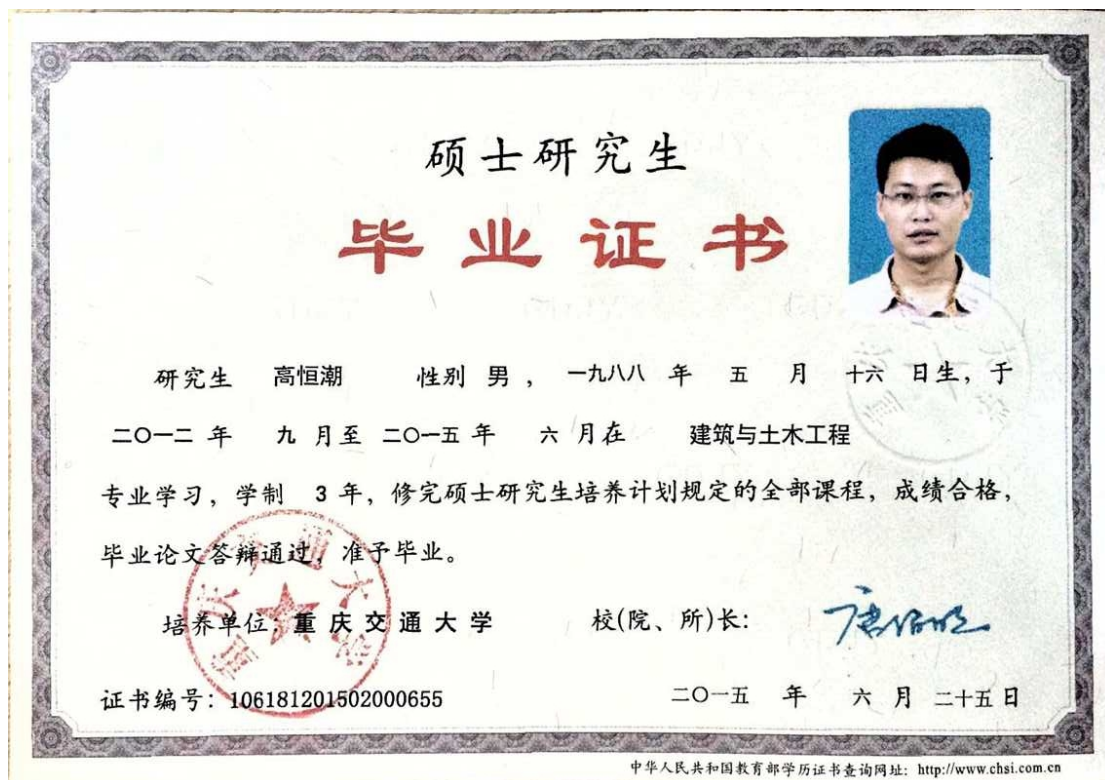 硕士研究生
毕业证书
研究生 高恒潮 性别 男 ， 一九八八 年 五 月 十六 日生，于
二〇一二 年 九 月至 二〇一五 年 六 月在 建筑与土木工程
专业学习，学制 3 年，修完硕士研究生培养计划规定的全部课程，成绩合格，
毕业论文答辩通过，准予毕业。
培养单位：重庆交通大学 校(院、所)长：
证书编号：106181201502000655 二〇一五 年 六 月 二十五 日
重庆交通大学
中华人民共和国教育部学历证书查询网址：http://www.chsi.com.cn